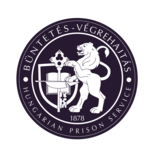 BÜNTETÉS-VÉGREHAJTÁS
1878
HUNGARIAN PRISON SERVICE